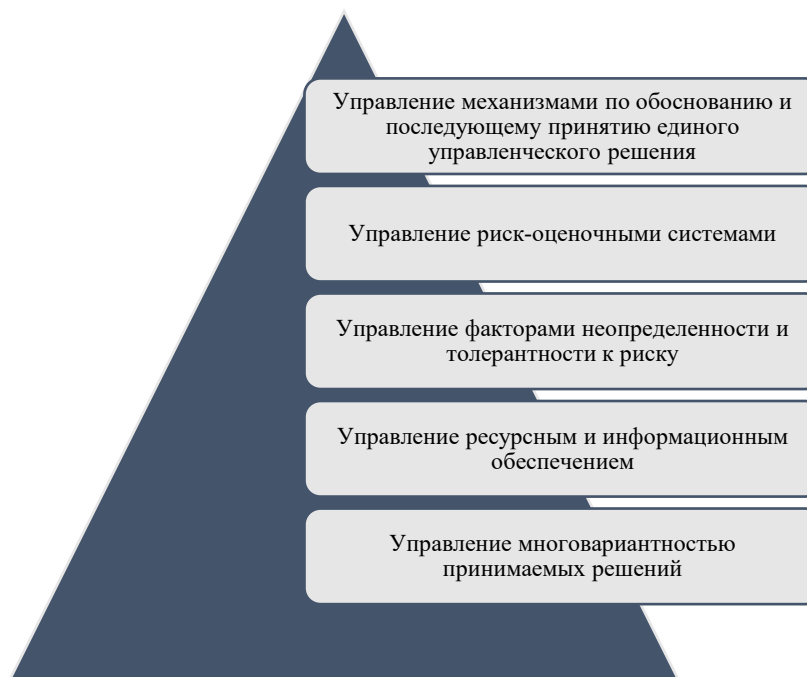 Управление механизмами по обоснованию и
последующему принятию единого
управленческого решения
Управление риск-оценочными системами
Управление факторами неопределенности и
толерантности к риску
Управление ресурсным и информационным
обеспечением
Управление многовариантностью
принимаемых решений